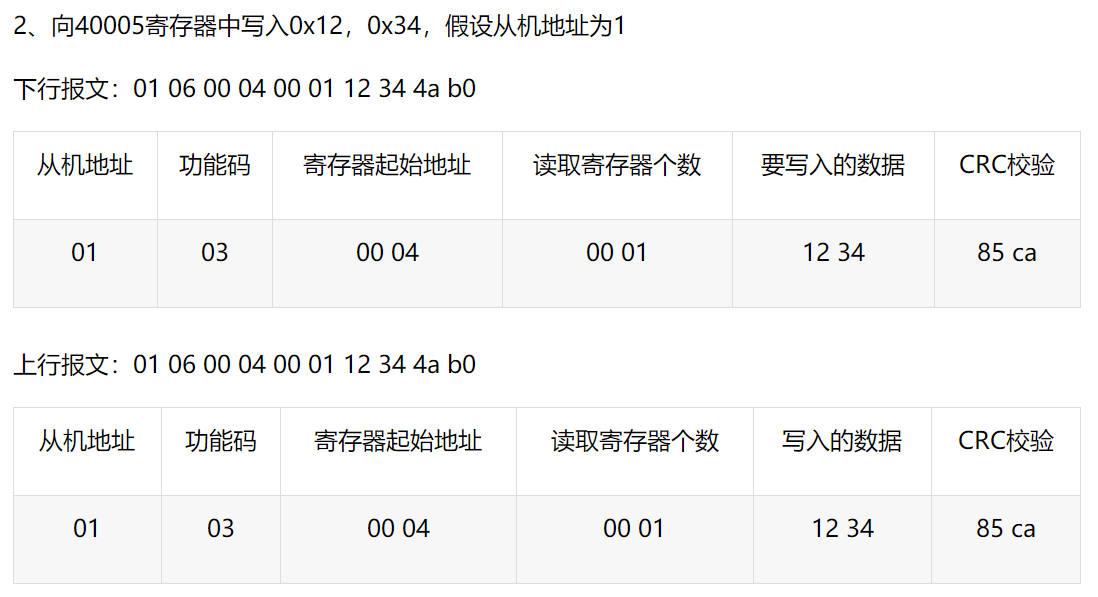 2、向40005寄存器中写入0x12，0x34，假设从机地址为1
下行报文：01 06 00 04 00 01 12 34 4a b0
从机地址 功能码 寄存器起始地址 读取寄存器个数 要写入的数据 CRC校验
01 03 00 04 00 01 12 34 85 ca
上行报文：01 06 00 04 00 01 12 34 4a b0
从机地址 功能码 寄存器起始地址 读取寄存器个数 写入的数据 CRC校验
01 03 00 04 00 01 12 34 85 ca